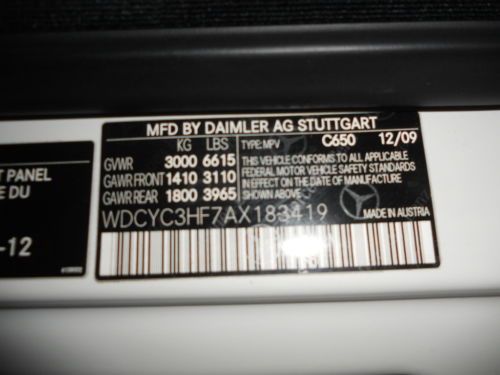 MFD BY DAIMLER AG STUTTGART
KG LBS TYPE: MPV C650 12/09
GVWR 3000 6615
GAWR FRONT 1410 3110
GAWR REAR 1800 3965
THIS VEHICLE CONFORMS TO ALL APPLICABLE
FEDERAL MOTOR VEHICLE SAFETY STANDARDS
IN EFFECT ON THE DATE OF MANUFACTURE
SHOWN ABOVE.
WDCYC3HF7AX183419
MADE IN AUSTRIA
T PANEL
E DU
-12